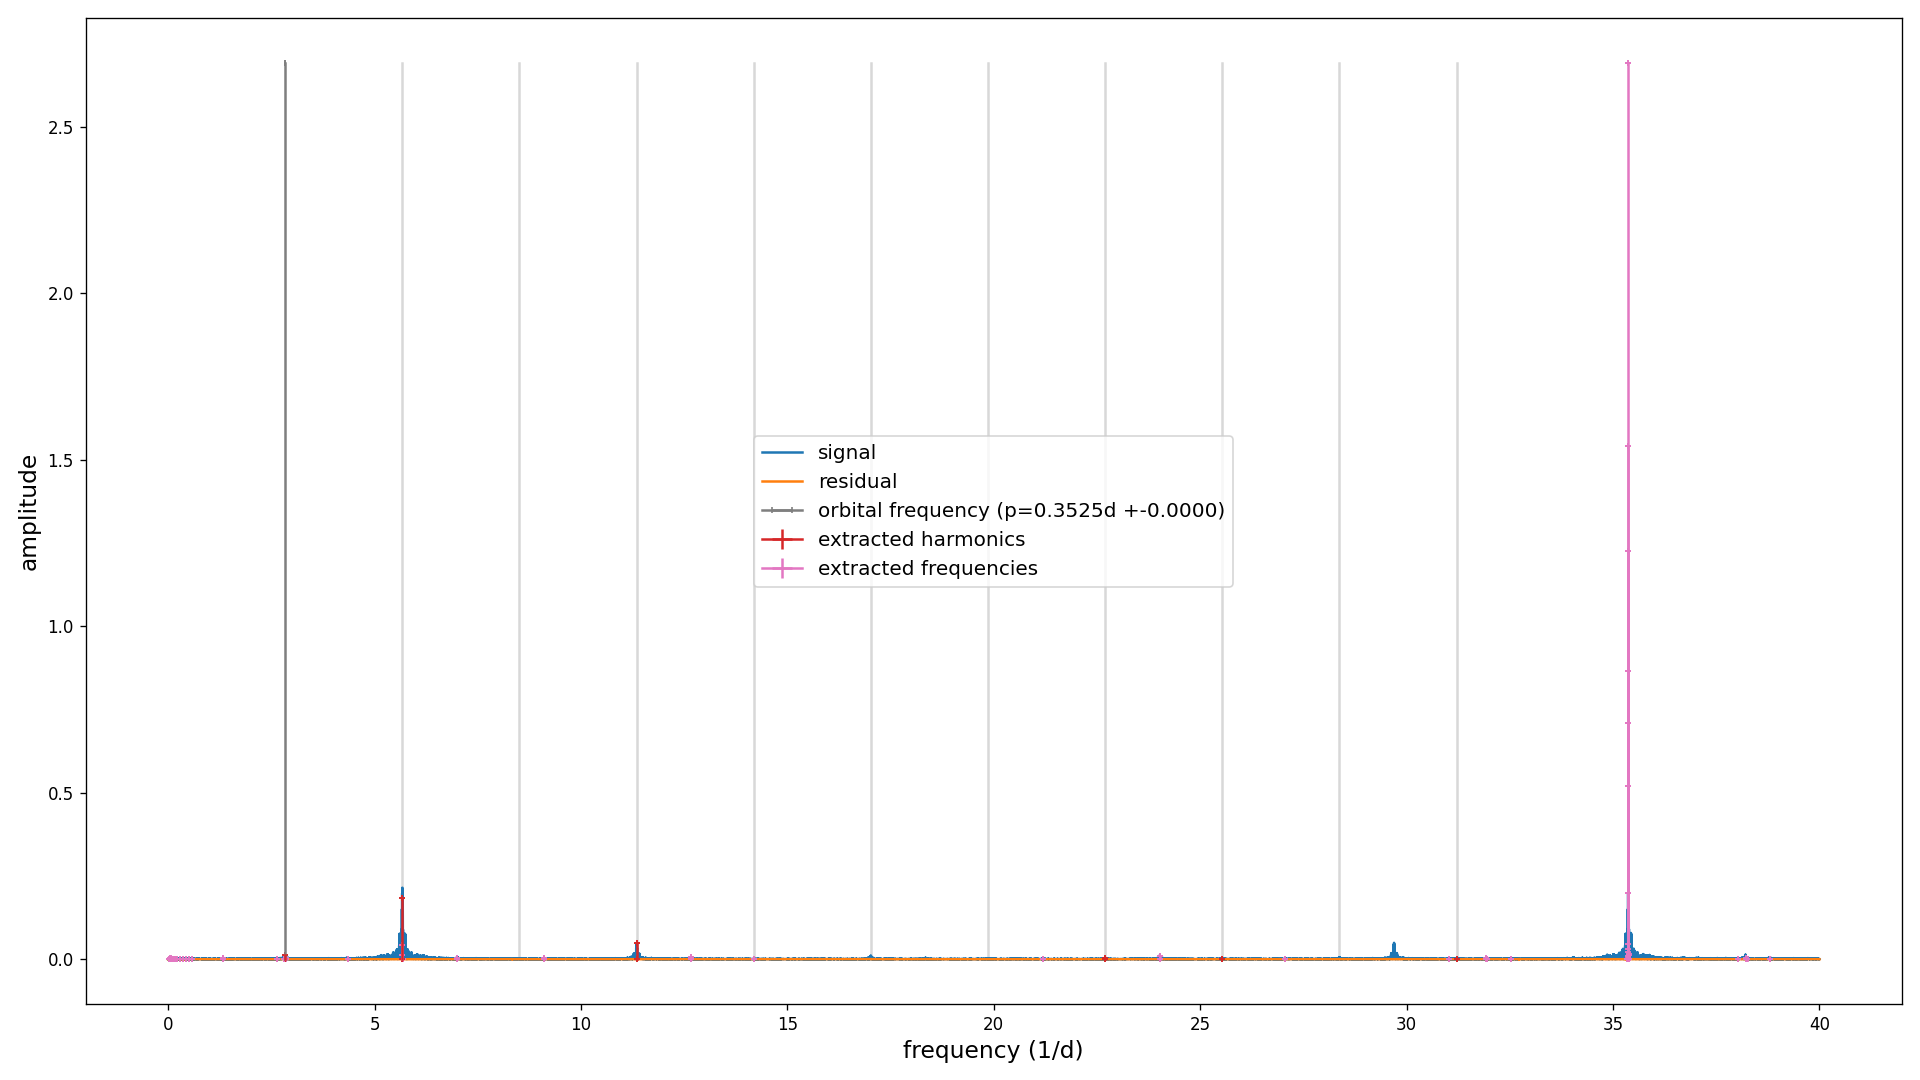 2.5
2.0
1.5
1.0
0.5
0.0
amplitude
signal
residual
orbital frequency (p=0.3525d +-0.0000)
extracted harmonics
extracted frequencies
0 5 10 15 20 25 30 35 40
frequency (1/d)